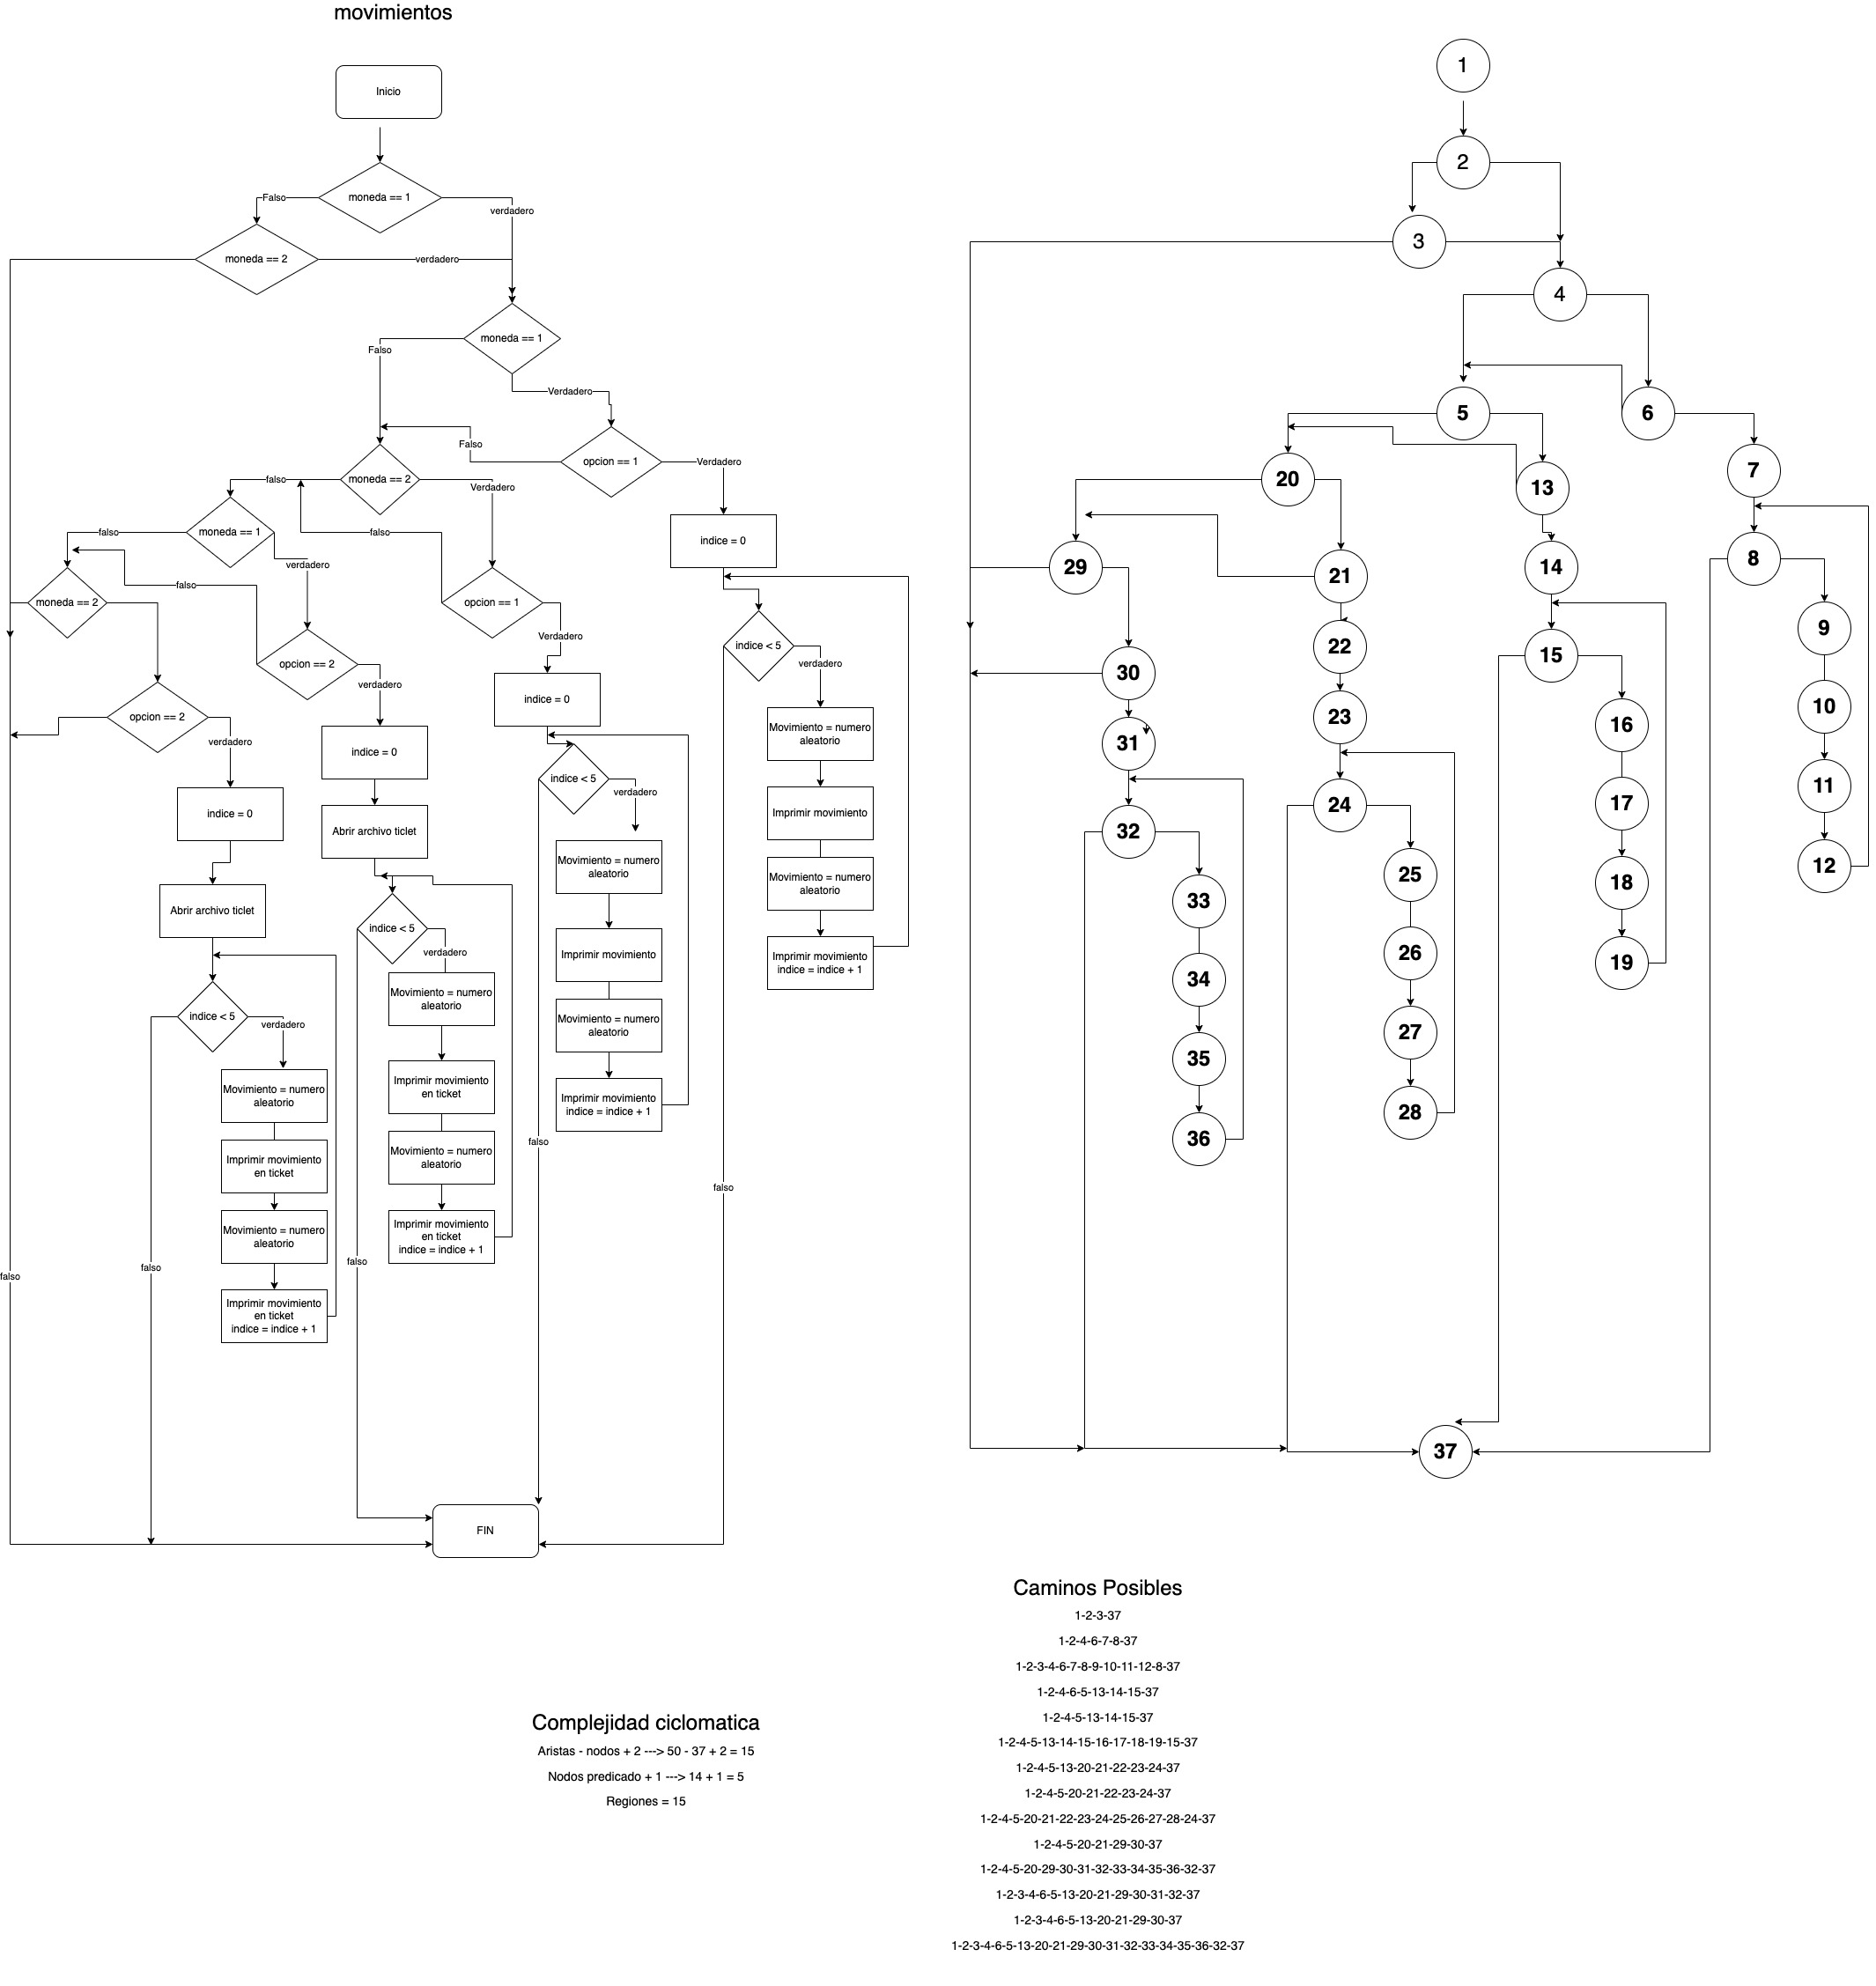 movimientos
Inicio
moneda == 1
Falso
verdadero
moneda == 2
verdadero
moneda == 1
Falso
Verdadero
opcion == 1
Falso
Verdadero
moneda == 2
falso
Verdadero
moneda == 1
falso
falso
verdadero
falso
moneda == 2
opcion == 1
indice = 0
opcion == 2
Verdadero
indice < 5
verdadero
verdadero
opcion == 2
verdadero
indice = 0
Movimiento = numero
aleatorio
indice = 0
indice < 5
verdadero
indice = 0
Imprimir movimiento
Abrir archivo ticlet
Movimiento = numero
aleatorio
Movimiento = numero
aleatorio
Abrir archivo ticlet
indice < 5
verdadero
Imprimir movimiento
Imprimir movimiento
indice = indice + 1
Movimiento = numero
aleatorio
indice < 5
verdadero
Movimiento = numero
aleatorio
Movimiento = numero
aleatorio
Imprimir movimiento
en ticket
Imprimir movimiento
indice = indice + 1
Imprimir movimiento
en ticket
Movimiento = numero
aleatorio
falso
falso
Movimiento = numero
aleatorio
Imprimir movimiento
en ticket
indice = indice + 1
falso
falso
falso
Imprimir movimiento
en ticket
indice = indice + 1
FIN
1
2
3
4
5
6
7
20
13
8
29
21
14
9
22
15
30
10
23
16
31
11
24
17
32
12
25
18
33
26
19
34
27
35
28
36
37
Complejidad ciclomatica
Aristas - nodos + 2 ---> 50 - 37 + 2 = 15
Nodos predicado + 1 ---> 14 + 1 = 5
Regiones = 15
Caminos Posibles
1-2-3-37
1-2-4-6-7-8-37
1-2-3-4-6-7-8-9-10-11-12-8-37
1-2-4-6-5-13-14-15-37
1-2-4-5-13-14-15-37
1-2-4-5-13-14-15-16-17-18-19-15-37
1-2-4-5-13-20-21-22-23-24-37
1-2-4-5-20-21-22-23-24-37
1-2-4-5-20-21-22-23-24-25-26-27-28-24-37
1-2-4-5-20-21-29-30-37
1-2-4-5-20-29-30-31-32-33-34-35-36-32-37
1-2-3-4-6-5-13-20-21-29-30-31-32-37
1-2-3-4-6-5-13-20-21-29-30-37
1-2-3-4-6-5-13-20-21-29-30-31-32-33-34-35-36-32-37